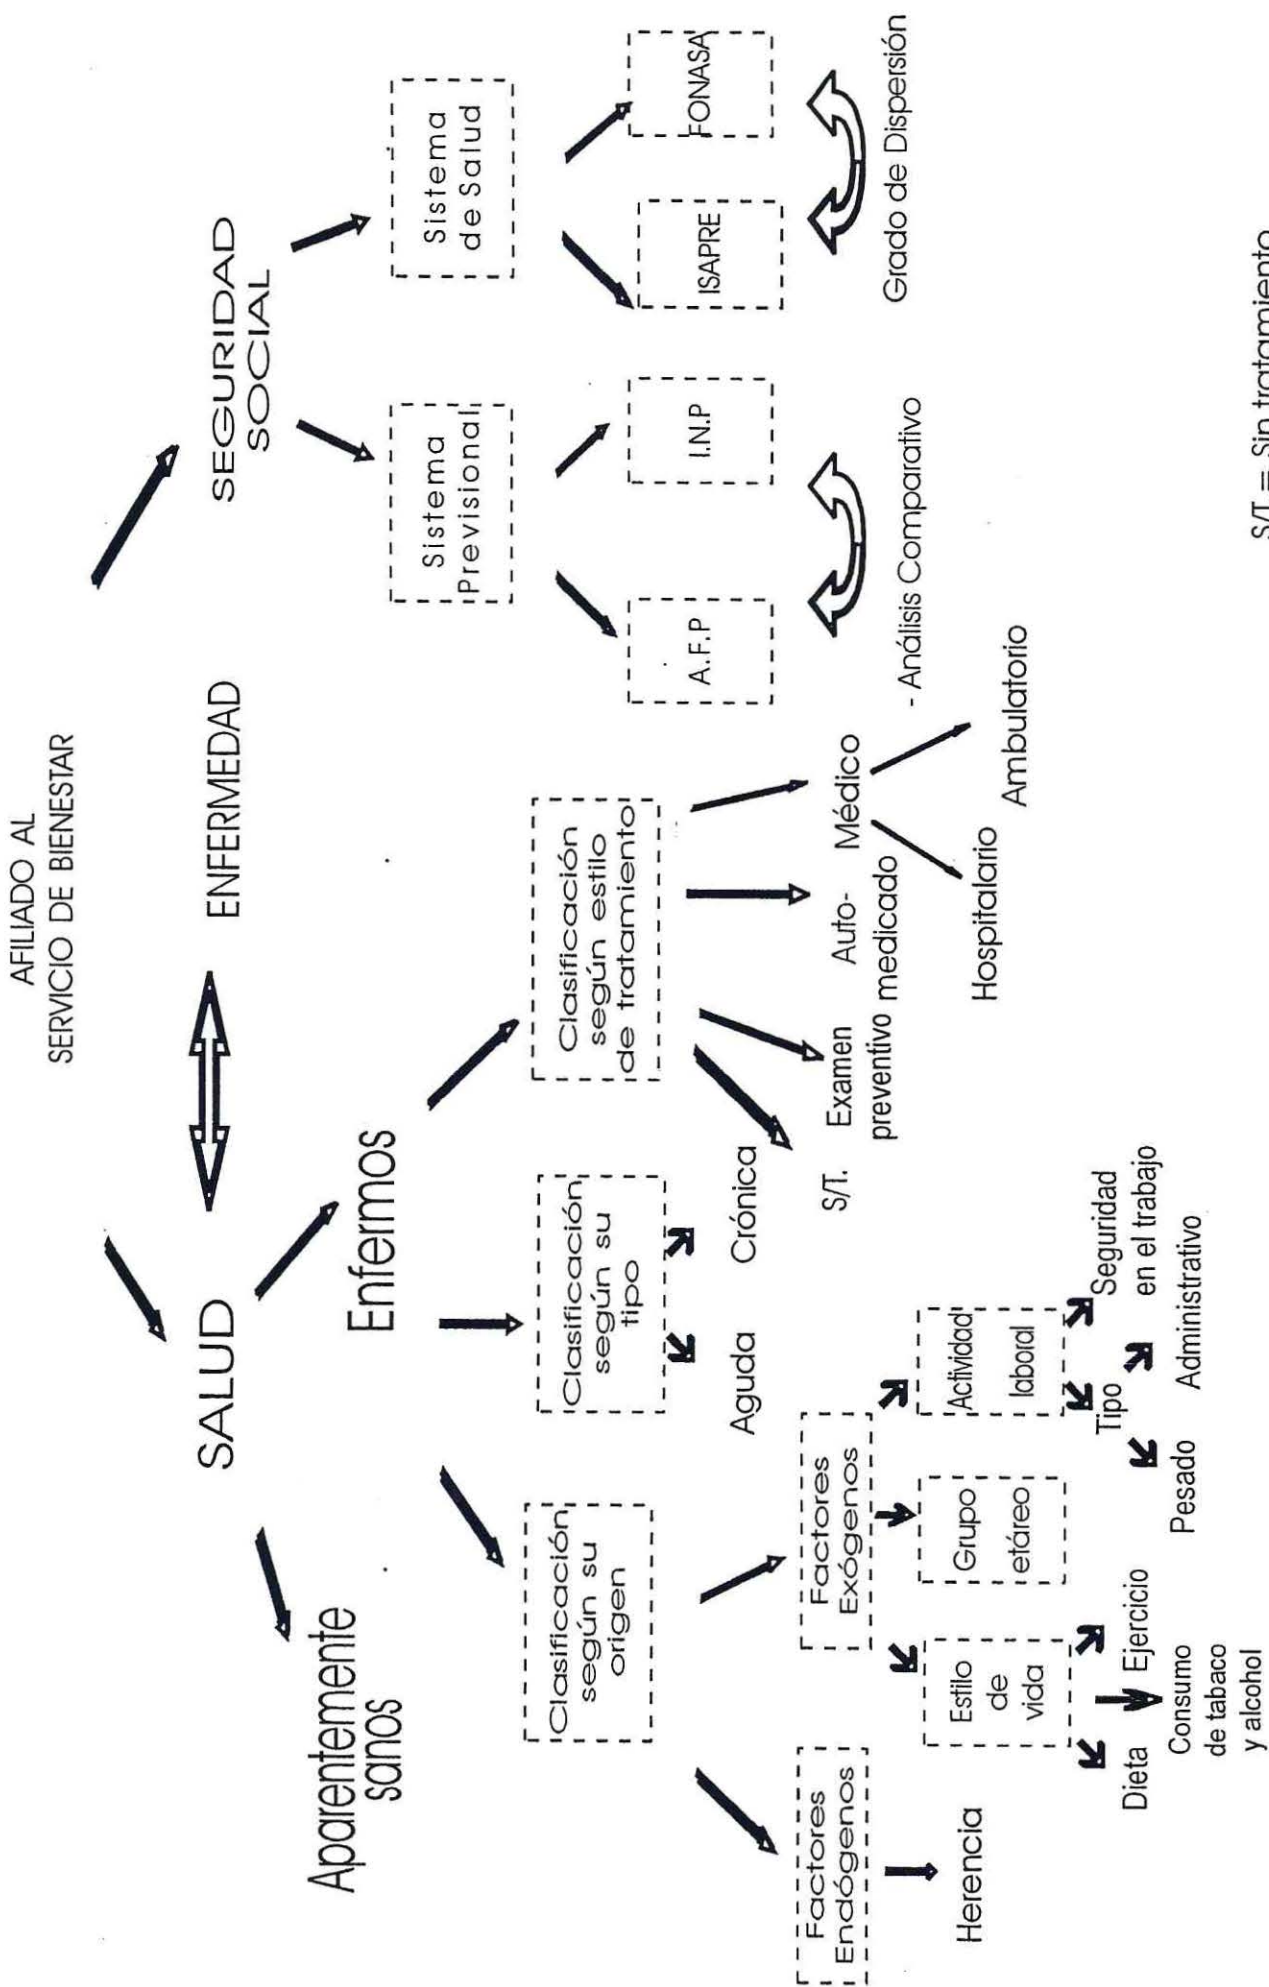 AFILIADO AL
SERVICIO DE BIENESTAR
SALUD
ENFERMEDAD
SEGURIDAD
SOCIAL
Aparentemente
sanos
Enfermos
Sistema
Previsional
Sistema
de Salud
Clasificación
según su
origen
Clasificación
según su
tipo
Clasificación
según estilo
de tratamiento
A.F.P
I.N.P
ISAPRE
FONASA
Aguda
Crónica
Factores
Endógenos
Factores
Exógenos
S/T.
Examen
preventivo
Auto-
medicado
Médico
- Análisis Comparativo
Grado de Dispersión
Herencia
Estilo
de
vida
Grupo
etáreo
Actividad
laboral
Hospitalario
Ambulatorio
Dieta
Ejercicio
Consumo
de tabaco
y alcohol
Tipo
Seguridad
en el trabajo
Pesado
Administrativo
S/T = Sin tratamiento